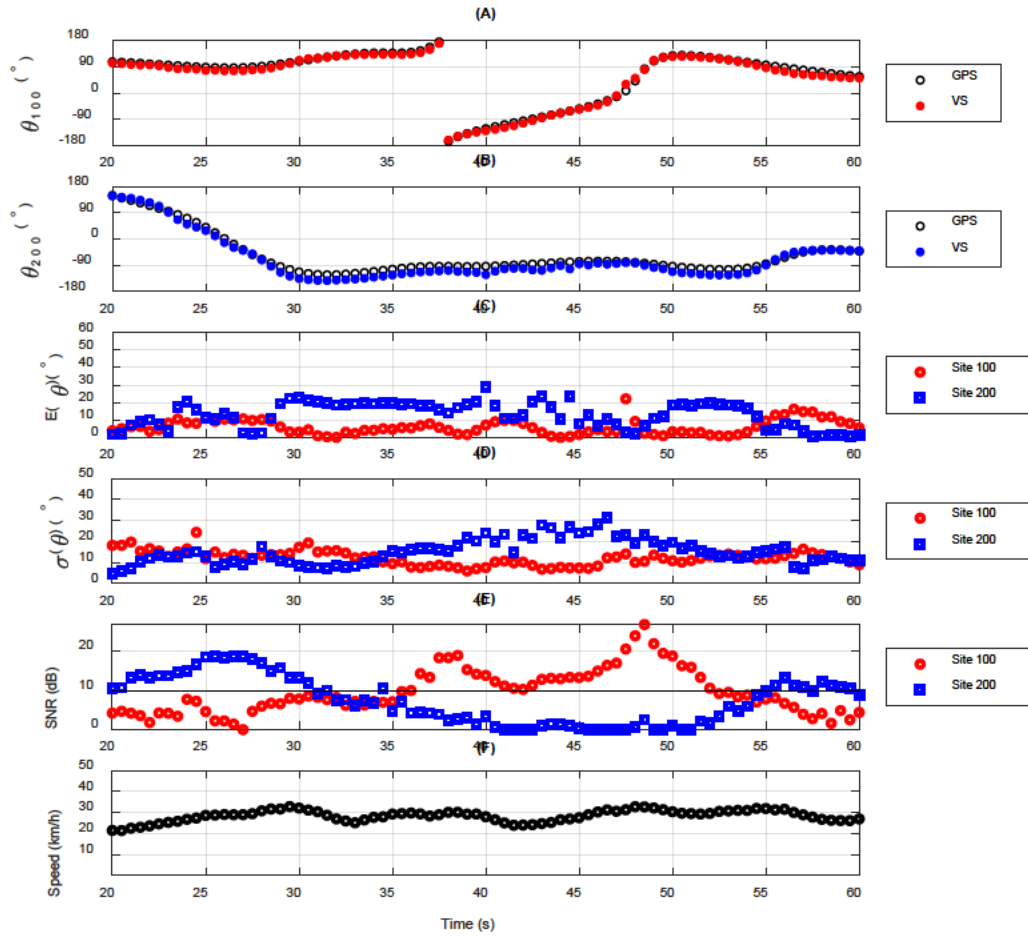 (A)
180
90
0
-90
-180
θ100 (°)
GPS
VS
20 25 30 35 40 45 50 55 60
(B)
180
90
0
-90
-180
θ200 (°)
GPS
VS
20 25 30 35 40 45 50 55 60
(C)
60
50
40
30
20
10
0
E(θ)(°)
Site 100
Site 200
20 25 30 35 40 45 50 55 60
(D)
50
40
30
20
10
0
σ(θ)(°)
Site 100
Site 200
20 25 30 35 40 45 50 55 60
(E)
20
10
0
SNR (dB)
Site 100
Site 200
20 25 30 35 40 45 50 55 60
(F)
50
40
30
20
10
Speed (km/h)
20 25 30 35 40 45 50 55 60
Time (s)